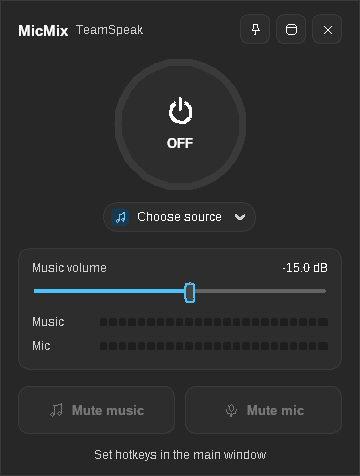 MicMix TeamSpeak
OFF
Choose source
Music volume -15.0 dB
Music
Mic
Mute music Mute mic
Set hotkeys in the main window